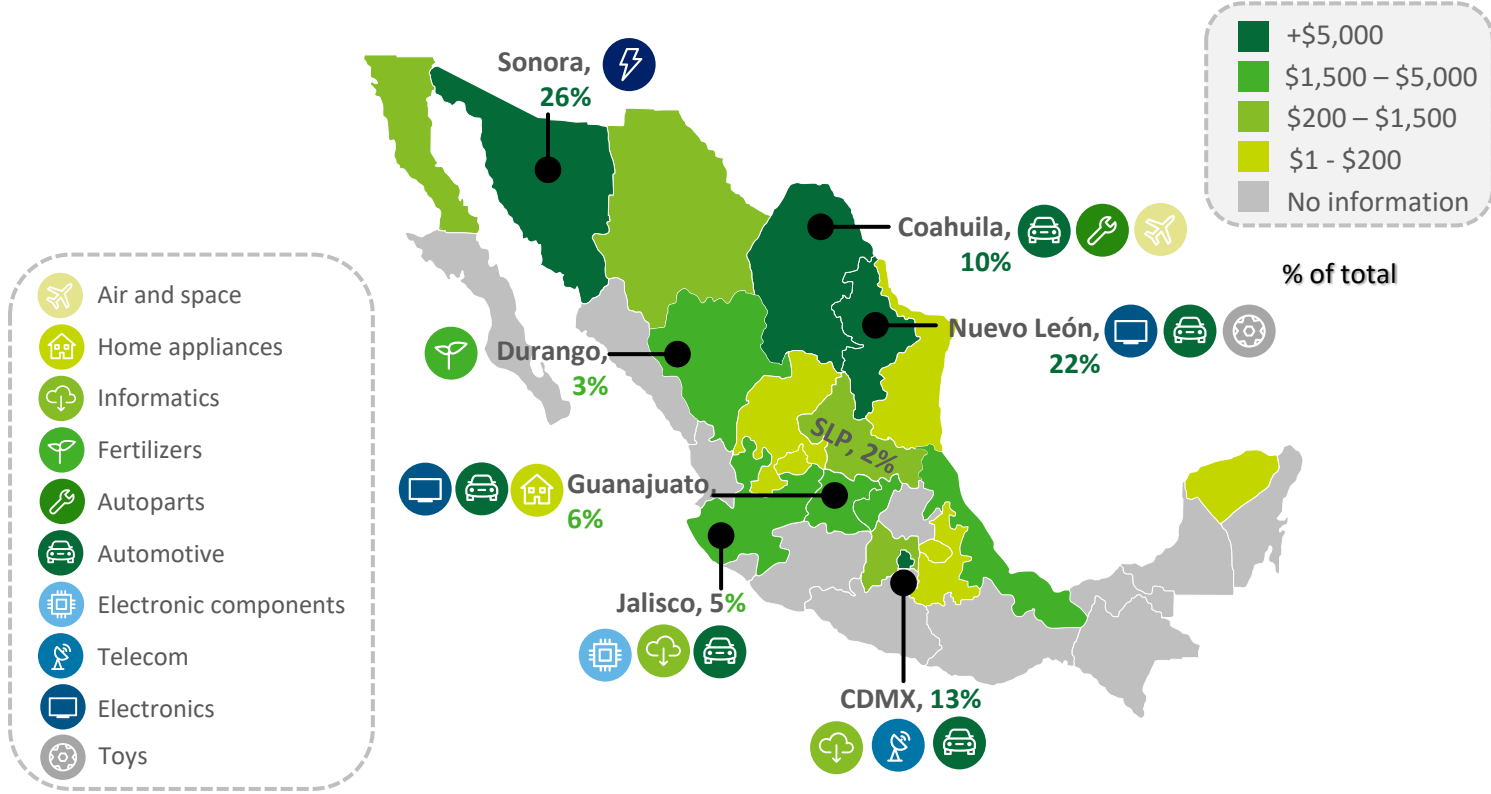 +$5,000
$1,500 – $5,000
$200 – $1,500
$1 - $200
No information
Sonora,
26%
Coahuila,
10%
% of total
Nuevo León,
22%
Durango,
3%
SLP, 2%
Guanajuato,
6%
Jalisco, 5%
CDMX, 13%
Air and space
Home appliances
Informatics
Fertilizers
Autoparts
Automotive
Electronic components
Telecom
Electronics
Toys